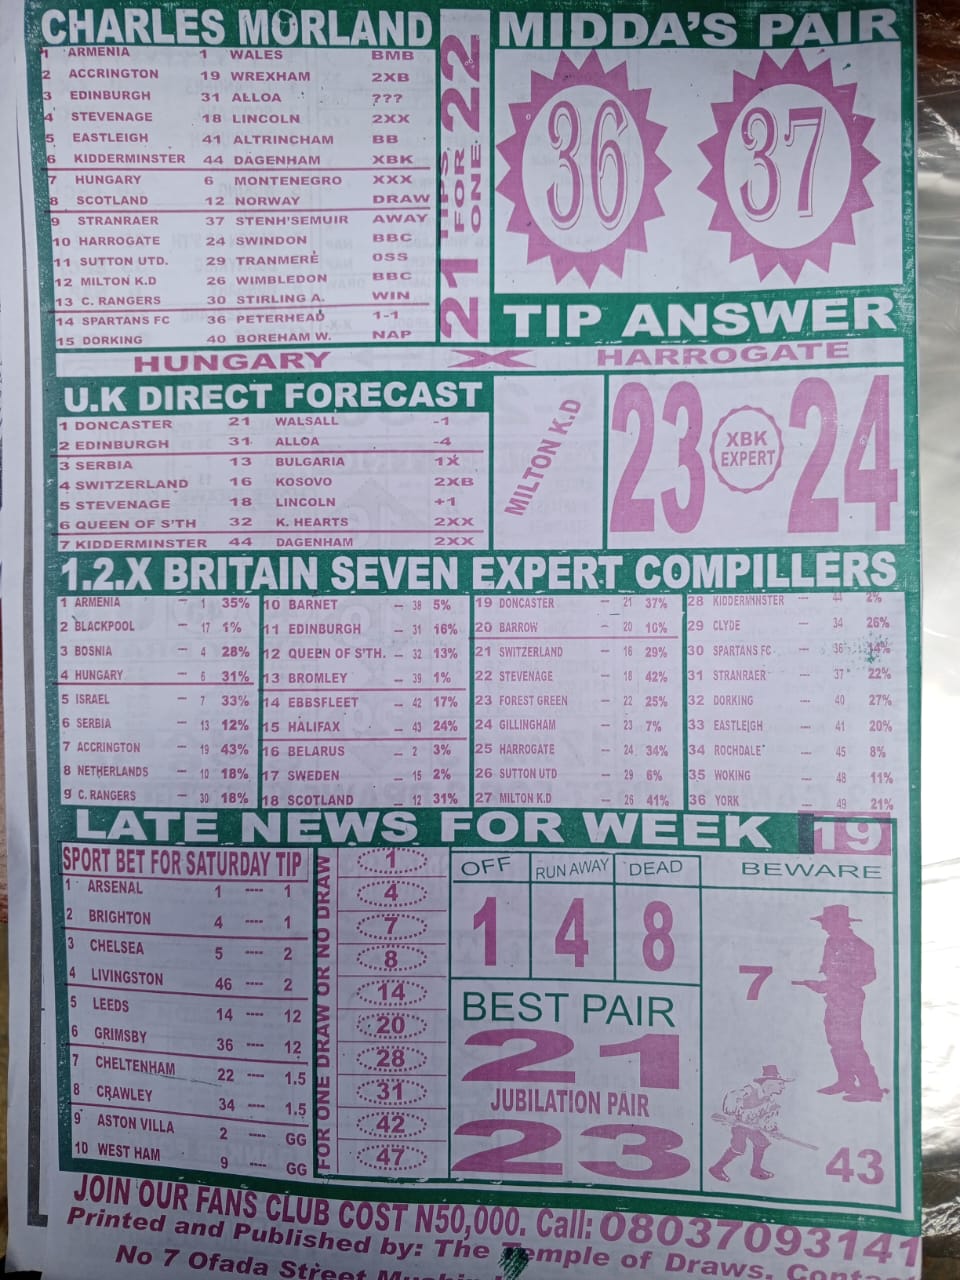 CHARLES MORLAND
1 ARMENIA 1 WALES BMB
2 ACCRINGTON 19 WREXHAM 2XB
3 EDINBURGH 31 ALLOA ???
4 STEVENAGE 18 LINCOLN 2XX
5 EASTLEIGH 41 ALTRINCHAM BB
6 KIDDERMINSTER 44 DAGENHAM XBK
7 HUNGARY 6 MONTENEGRO XXX
8 SCOTLAND 12 NORWAY DRAW
9 STRANRAER 37 STENH'SEMUIR AWAY
10 HARROGATE 24 SWINDON BBC
11 SUTTON UTD. 29 TRANMERE OSS
12 MILTON K.D 26 WIMBLEDON BBC
13 C. RANGERS 30 STIRLING A. WIN
14 SPARTANS FC 36 PETERHEAD 1-1
15 DORKING 40 BOREHAM W. NAP
21 TIPS FOR ONE 22
MIDDA'S PAIR
36 37
TIP ANSWER
HUNGARY X HARROGATE
U.K DIRECT FORECAST
1 DONCASTER 21 WALSALL -1
2 EDINBURGH 31 ALLOA -4
3 SERBIA 13 BULGARIA 1X
4 SWITZERLAND 16 KOSOVO 2XB
5 STEVENAGE 18 LINCOLN +1
6 QUEEN OF S'TH 32 K. HEARTS 2XX
7 KIDDERMINSTER 44 DAGENHAM 2XX
MILTON K.D
23 XBK EXPERT 24
1.2.X BRITAIN SEVEN EXPERT COMPILLERS
1 ARMENIA - 1 35%
2 BLACKPOOL - 17 1%
3 BOSNIA - 4 28%
4 HUNGARY - 6 31%
5 ISRAEL - 7 33%
6 SERBIA - 13 12%
7 ACCRINGTON - 19 43%
8 NETHERLANDS - 10 18%
9 C. RANGERS - 30 18%
10 BARNET - 38 5%
11 EDINBURGH - 31 16%
12 QUEEN OF S'TH. - 32 13%
13 BROMLEY - 39 1%
14 EBBSFLEET - 42 17%
15 HALIFAX - 43 24%
16 BELARUS - 2 3%
17 SWEDEN - 15 2%
18 SCOTLAND - 12 31%
19 DONCASTER - 21 37%
20 BARROW - 20 10%
21 SWITZERLAND - 16 29%
22 STEVENAGE - 18 42%
23 FOREST GREEN - 22 25%
24 GILLINGHAM - 23 7%
25 HARROGATE - 24 34%
26 SUTTON UTD - 29 6%
27 MILTON K.D - 26 41%
28 KIDDERMINSTER - 44 2%
29 CLYDE - 34 26%
30 SPARTANS FC - 36 14%
31 STRANRAER - 37 22%
32 DORKING - 40 27%
33 EASTLEIGH - 41 20%
34 ROCHDALE - 45 8%
35 WOKING - 48 11%
36 YORK - 49 21%
LATE NEWS FOR WEEK 19
SPORT BET FOR SATURDAY TIP
1 ARSENAL 1 ---- 1
2 BRIGHTON 4 ---- 1
3 CHELSEA 5 ---- 2
4 LIVINGSTON 46 ---- 2
5 LEEDS 14 ---- 12
6 GRIMSBY 36 ---- 12
7 CHELTENHAM 22 ---- 1.5
8 CRAWLEY 34 ---- 1.5
9 ASTON VILLA 2 ---- GG
10 WEST HAM 9 ---- GG
FOR ONE DRAW OR NO DRAW
1
4
7
8
14
20
28
31
42
47
OFF RUN AWAY DEAD
1 4 8
BEST PAIR
21
JUBILATION PAIR
23
BEWARE
7
43
JOIN OUR FANS CLUB COST N50,000. Call: 08037093141
Printed and Published by: The Temple of Draws,
No 7 Ofada Street